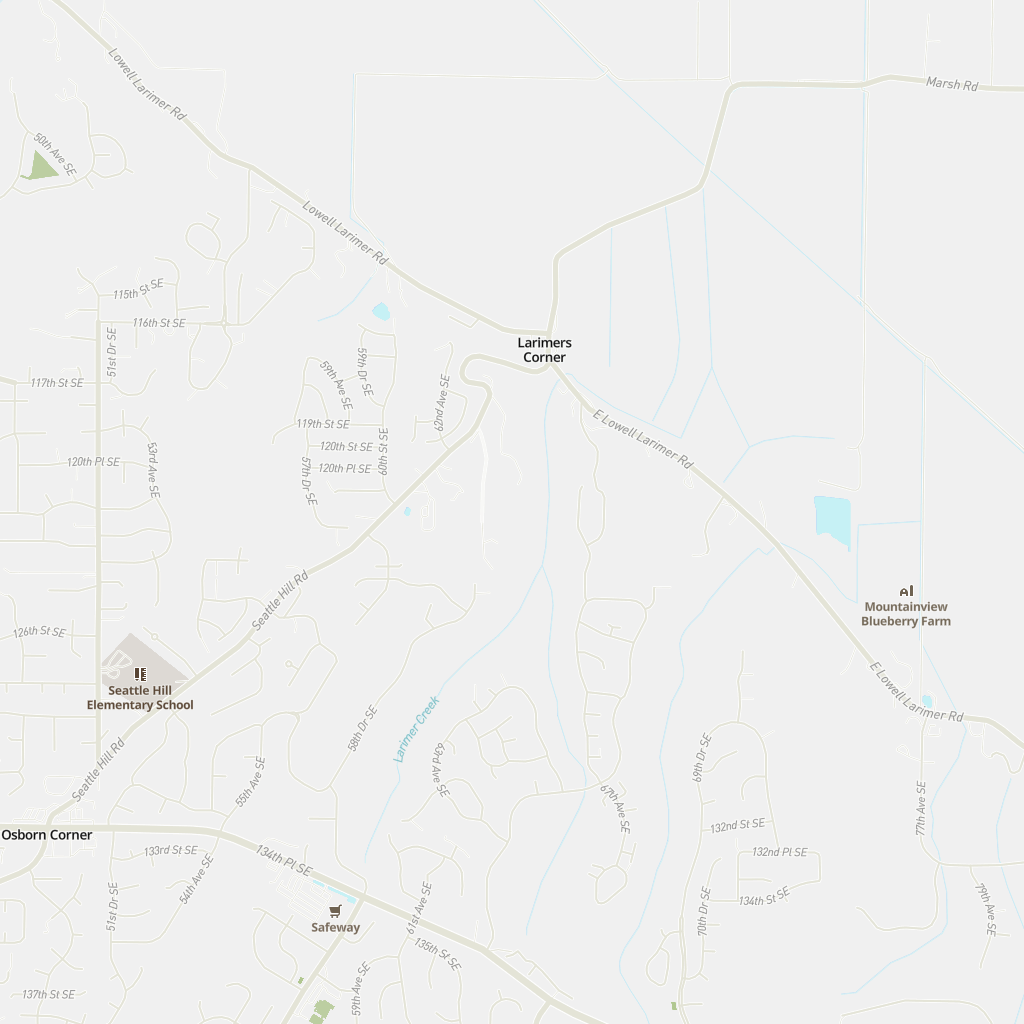 Lowell Larimer Rd
Marsh Rd
50th Ave SE
Lowell Larimer Rd
115th St SE
116th St SE
51st Dr SE
Larimers
Corner
59th Dr SE
59th Ave SE
117th St SE
62nd Ave SE
119th St SE
E Lowell Larimer Rd
120th St SE
60th St SE
120th Pl SE
53rd Ave SE
120th Pl SE
57th Dr SE
Seattle Hill Rd
Mountainview
Blueberry Farm
126th St SE
Seattle Hill
Elementary School
E Lowell Larimer Rd
58th Dr SE
Larimer Creek
Seattle Hill Rd
63rd Ave SE
69th Dr SE
55th Ave SE
67th Ave SE
77th Ave SE
Osborn Corner
132nd St SE
133rd St SE
134th Pl SE
132nd Pl SE
54th Ave SE
134th St SE
51st Dr SE
61st Ave SE
70th Dr SE
79th Ave SE
Safeway
135th St SE
59th Ave SE
137th St SE